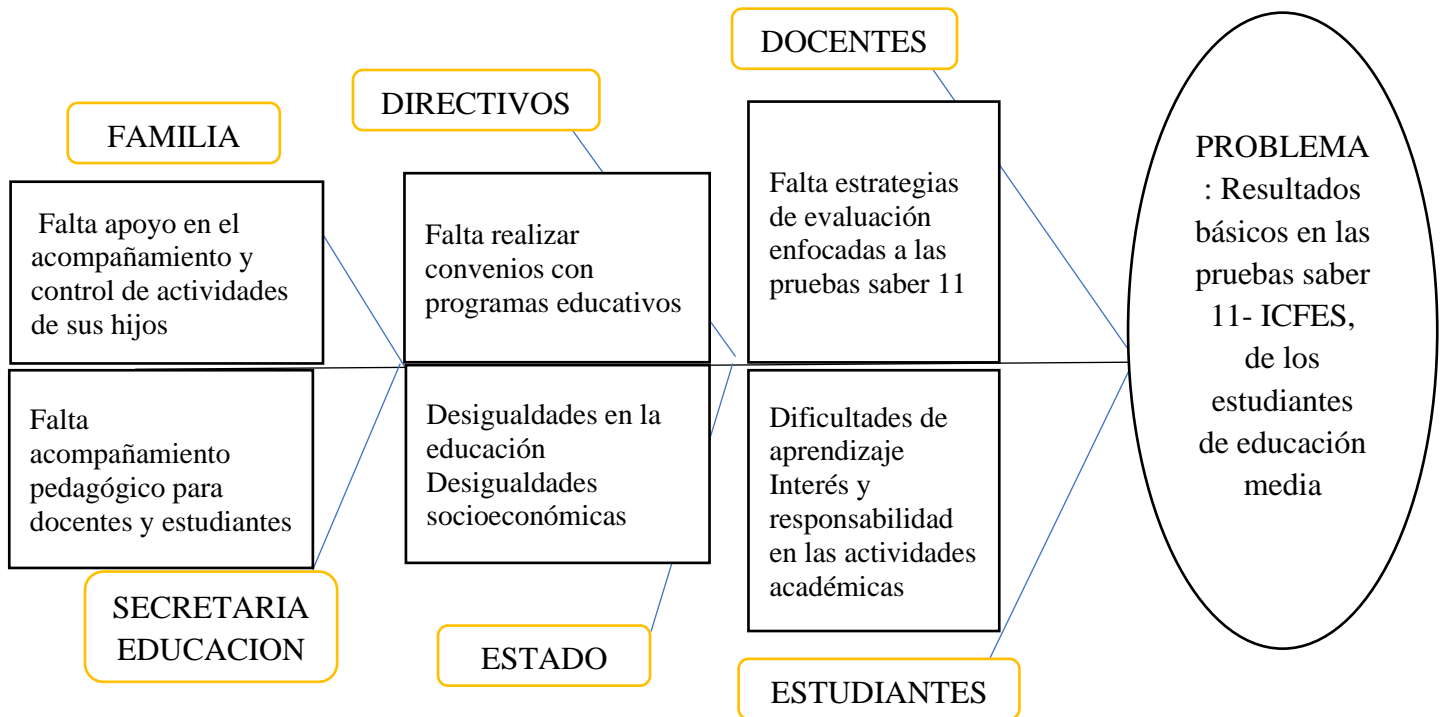 DOCENTES
DIRECTIVOS
FAMILIA
Falta apoyo en el
acompañamiento y
control de actividades
de sus hijos
Falta realizar
convenios con
programas educativos
Falta estrategias
de evaluación
enfocadas a las
pruebas saber 11
PROBLEMA
: Resultados
básicos en las
pruebas saber
11- ICFES,
de los
estudiantes
de educación
media
Falta
acompañamiento
pedagógico para
docentes y estudiantes
Desigualdades en la
educación
Desigualdades
socioeconómicas
Dificultades de
aprendizaje
Interés y
responsabilidad
en las actividades
académicas
SECRETARIA
EDUCACION
ESTADO
ESTUDIANTES